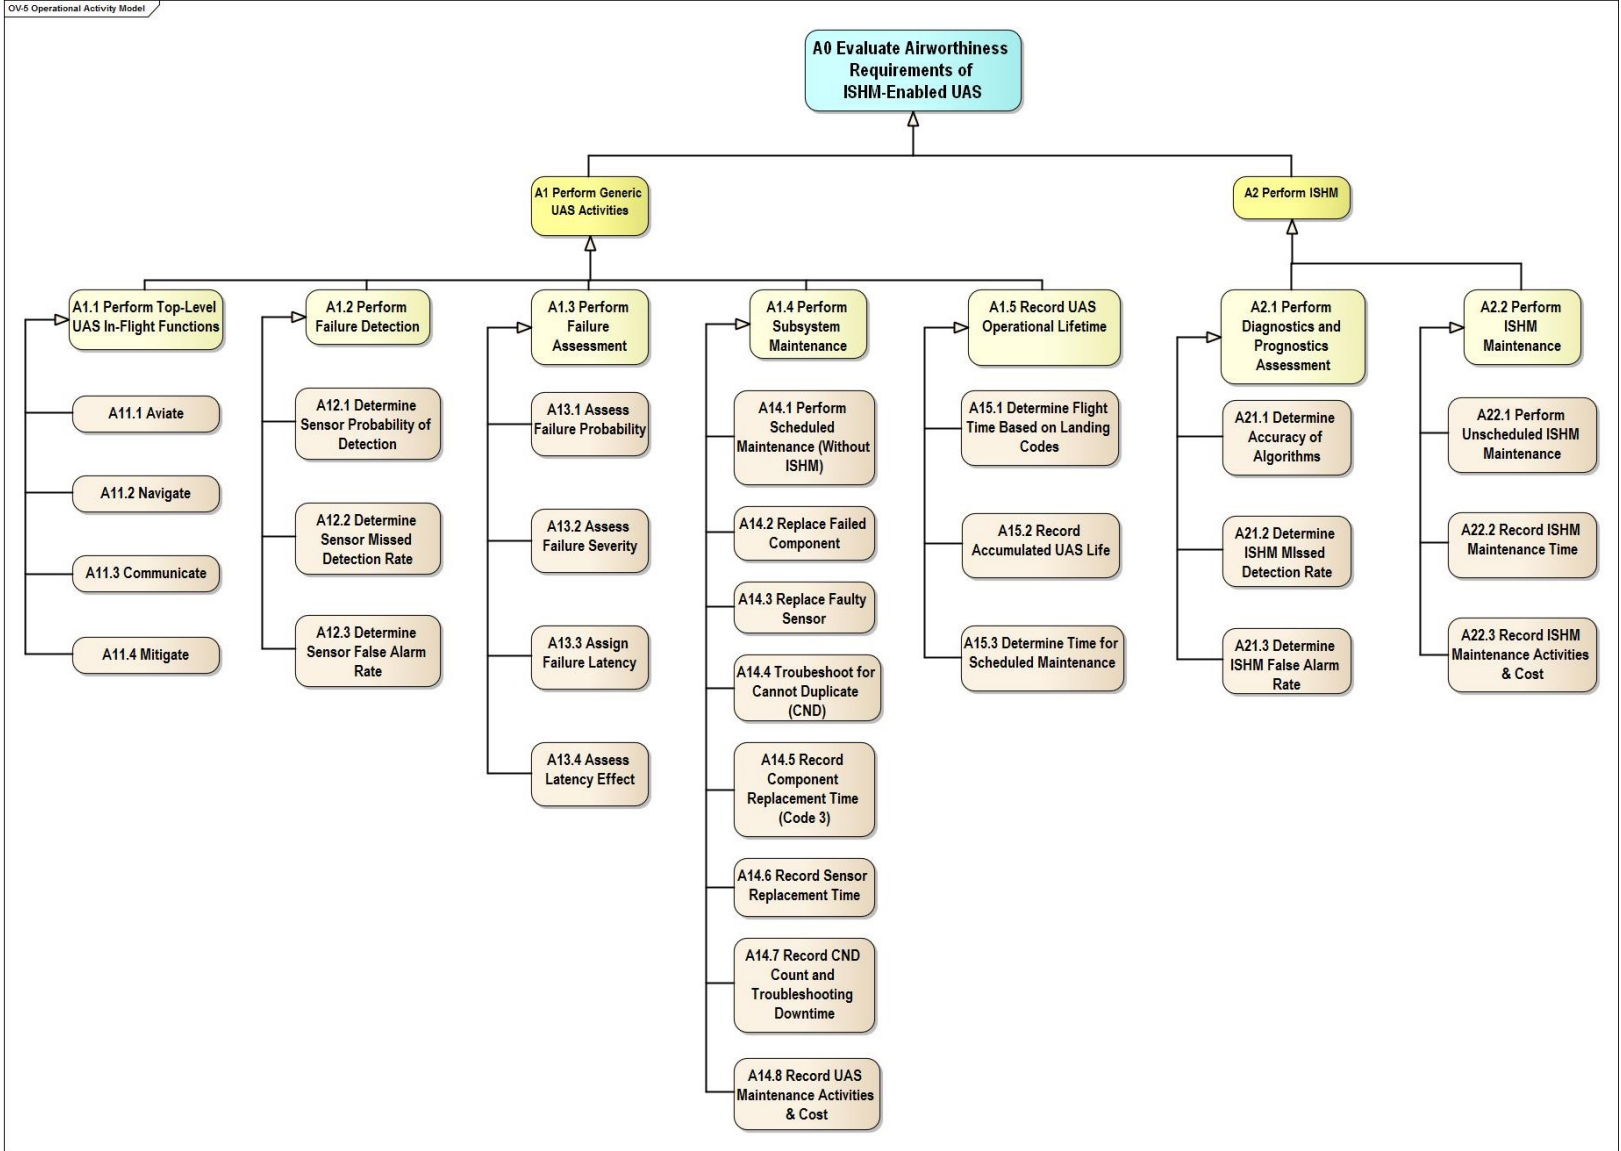 OV-5 Operational Activity Model
A0 Evaluate Airworthiness
Requirements of
ISHM-Enabled UAS
A1 Perform Generic
UAS Activities
A2 Perform ISHM
A1.1 Perform Top-Level
UAS In-Flight Functions
A11.1 Aviate
A11.2 Navigate
A11.3 Communicate
A11.4 Mitigate
A1.2 Perform
Failure Detection
A12.1 Determine
Sensor Probability of
Detection
A12.2 Determine
Sensor Missed
Detection Rate
A12.3 Determine
Sensor False Alarm
Rate
A1.3 Perform
Failure
Assessment
A13.1 Assess
Failure Probability
A13.2 Assess
Failure Severity
A13.3 Assign
Failure Latency
A13.4 Assess
Latency Effect
A1.4 Perform
Subsystem
Maintenance
A14.1 Perform
Scheduled
Maintenance (Without
ISHM)
A14.2 Replace Failed
Component
A14.3 Replace Faulty
Sensor
A14.4 Troubeshoot for
Cannot Duplicate
(CND)
A14.5 Record
Component
Replacement Time
(Code 3)
A14.6 Record Sensor
Replacement Time
A14.7 Record CND
Count and
Troubleshooting
Downtime
A14.8 Record UAS
Maintenance Activities
& Cost
A1.5 Record UAS
Operational Lifetime
A15.1 Determine Flight
Time Based on Landing
Codes
A15.2 Record
Accumulated UAS Life
A15.3 Determine Time for
Scheduled Maintenance
A2.1 Perform
Diagnostics and
Prognostics
Assessment
A21.1 Determine
Accuracy of
Algorithms
A21.2 Determine
ISHM MIssed
Detection Rate
A21.3 Determine
ISHM False Alarm
Rate
A2.2 Perform
ISHM
Maintenance
A22.1 Perform
Unscheduled ISHM
Maintenance
A22.2 Record ISHM
Maintenance Time
A22.3 Record ISHM
Maintenance Activities
& Cost